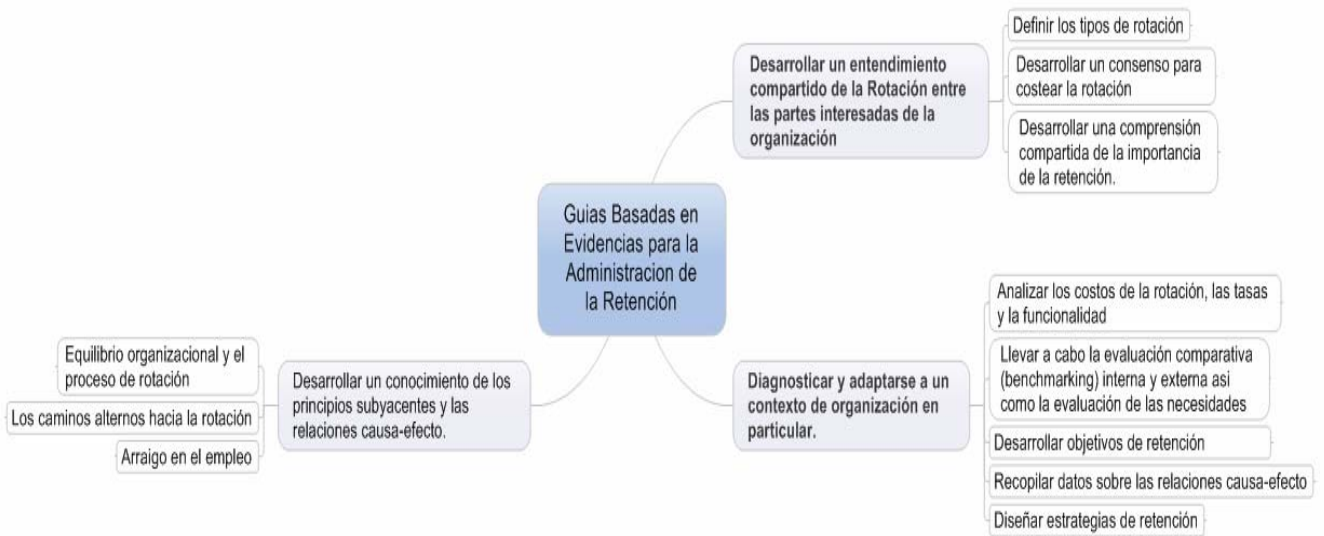 Guias Basadas en
Evidencias para la
Administracion de
la Retención
Desarrollar un entendimiento
compartido de la Rotación entre
las partes interesadas de la
organización
Definir los tipos de rotación
Desarrollar un consenso para
costear la rotación
Desarrollar una comprensión
compartida de la importancia
de la retención.
Diagnosticar y adaptarse a un
contexto de organización en
particular.
Analizar los costos de la rotación, las tasas
y la funcionalidad
Llevar a cabo la evaluación comparativa
(benchmarking) interna y externa asi
como la evaluación de las necesidades
Desarrollar objetivos de retención
Recopilar datos sobre las relaciones causa-efecto
Diseñar estrategias de retención
Desarrollar un conocimiento de los
principios subyacentes y las
relaciones causa-efecto.
Equilibrio organizacional y el
proceso de rotación
Los caminos alternos hacia la rotación
Arraigo en el empleo